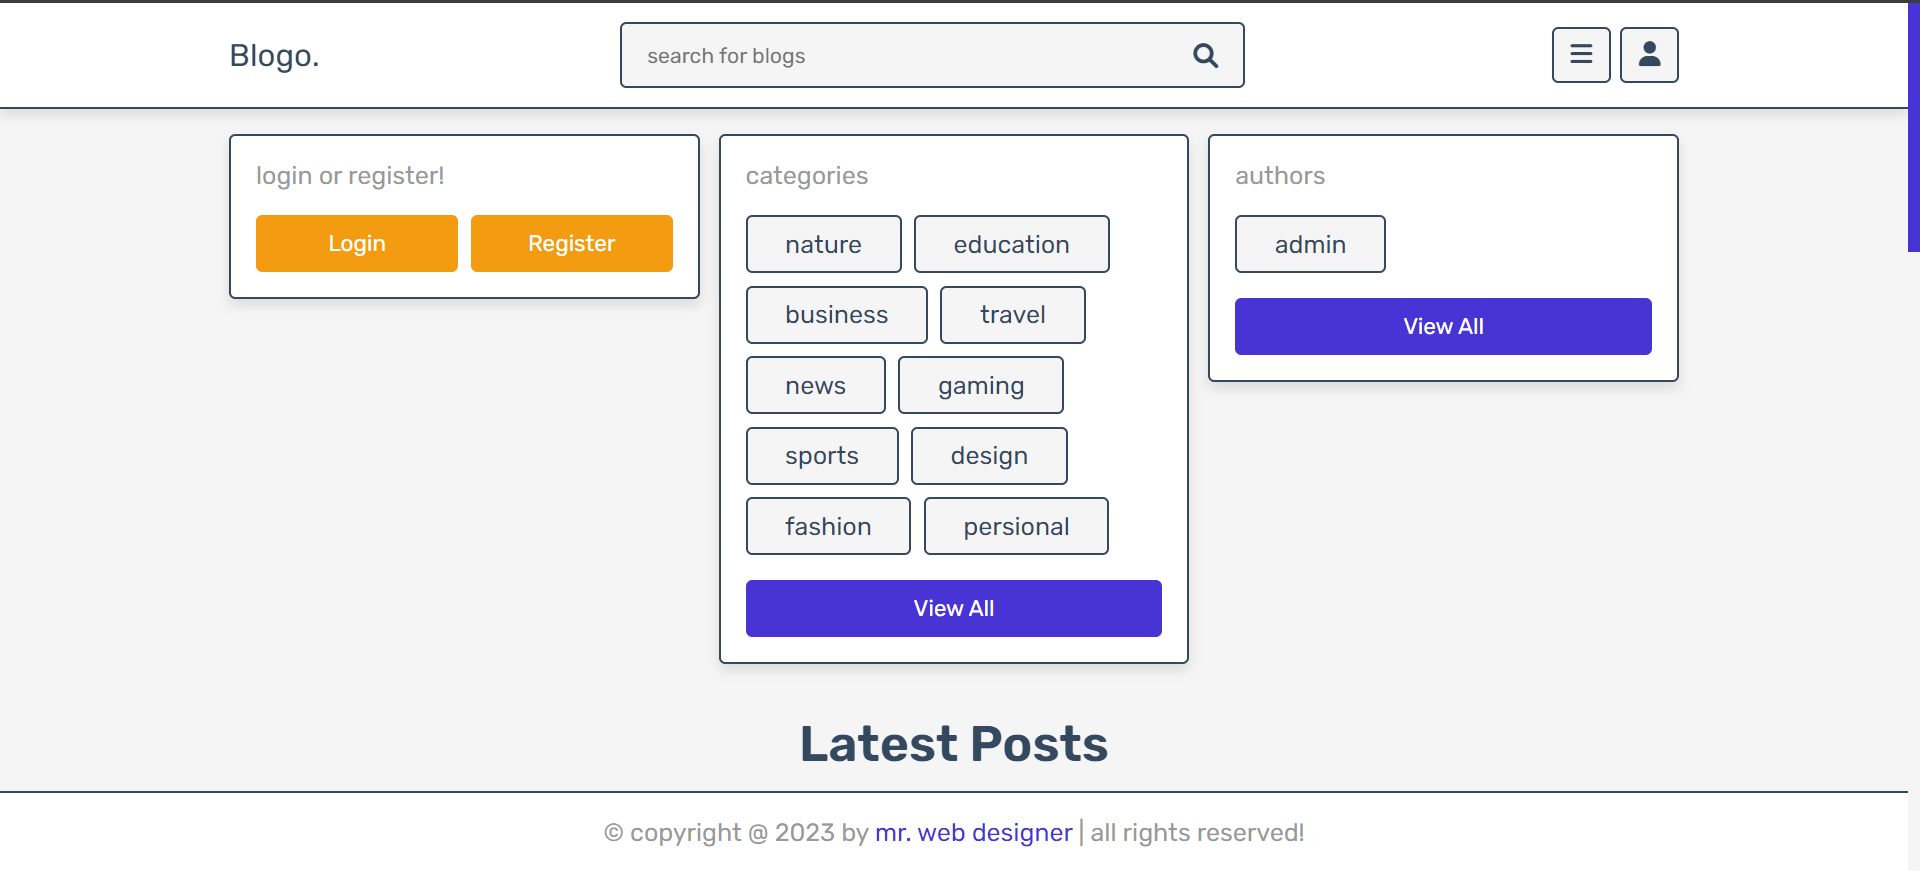 Blogo.
search for blogs
login or register!
Login Register
categories
nature education
business travel
news gaming
sports design
fashion persional
View All
authors
admin
View All
Latest Posts
© copyright @ 2023 by mr. web designer | all rights reserved!